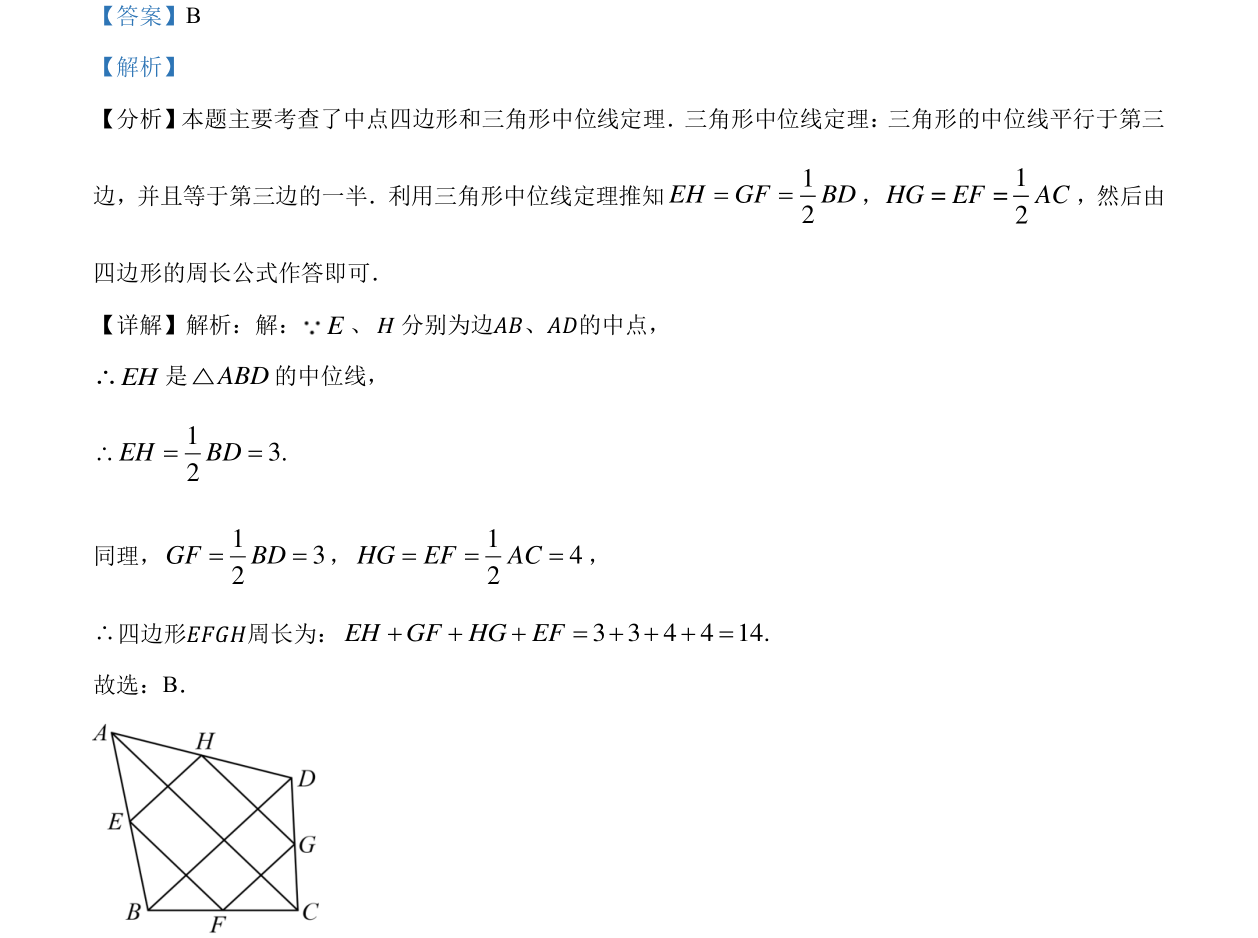 【答案】B
【解析】
【分析】本题主要考查了中点四边形和三角形中位线定理．三角形中位线定理：三角形的中位线平行于第三
边，并且等于第三边的一半．利用三角形中位线定理推知 EH = GF = 1/2 BD，HG = EF = 1/2 AC，然后由
四边形的周长公式作答即可．
【详解】解析：解：∵E、H 分别为边AB、AD的中点，
∴EH 是 △ABD 的中位线，
∴EH = 1/2 BD = 3.
同理，GF = 1/2 BD = 3，HG = EF = 1/2 AC = 4，
∴四边形EFGH周长为：EH + GF + HG + EF = 3 + 3 + 4 + 4 = 14.
故选：B．
A
H
D
E
G
B
F
C